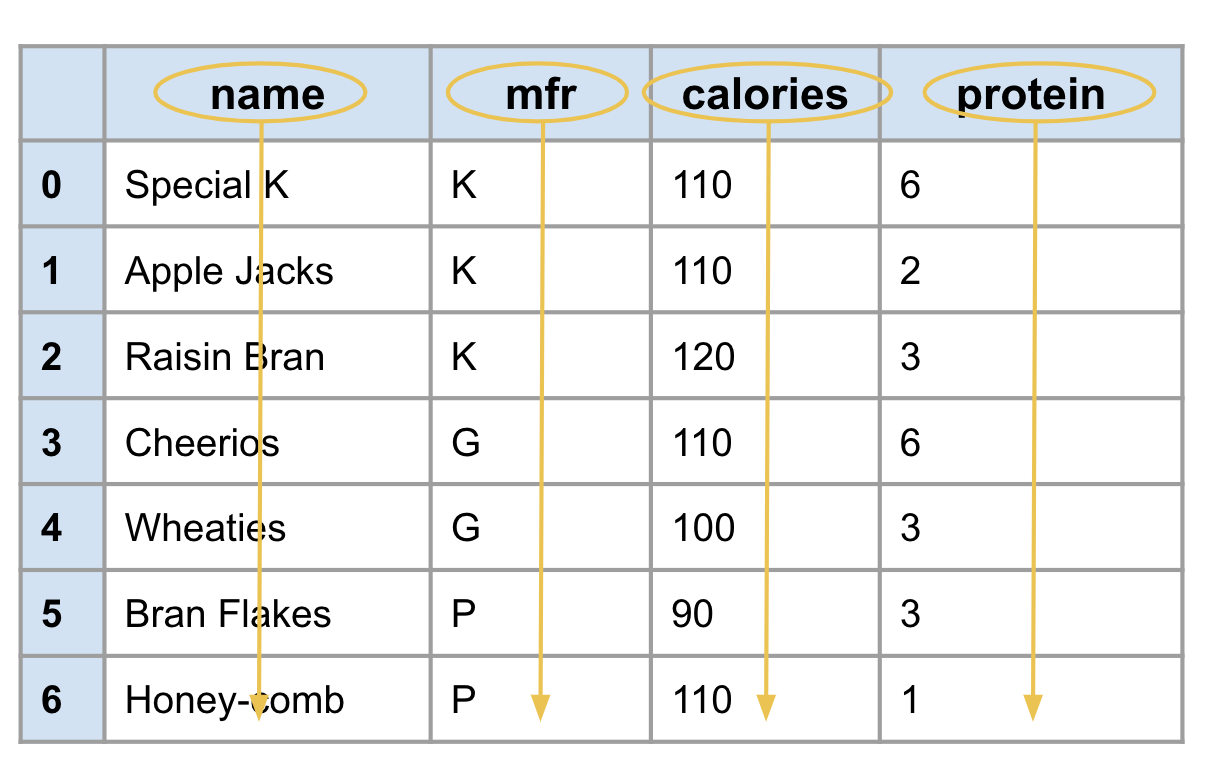 name mfr calories protein
0 Special K K 110 6
1 Apple Jacks K 110 2
2 Raisin Bran K 120 3
3 Cheerios G 110 6
4 Wheaties G 100 3
5 Bran Flakes P 90 3
6 Honey-comb P 110 1